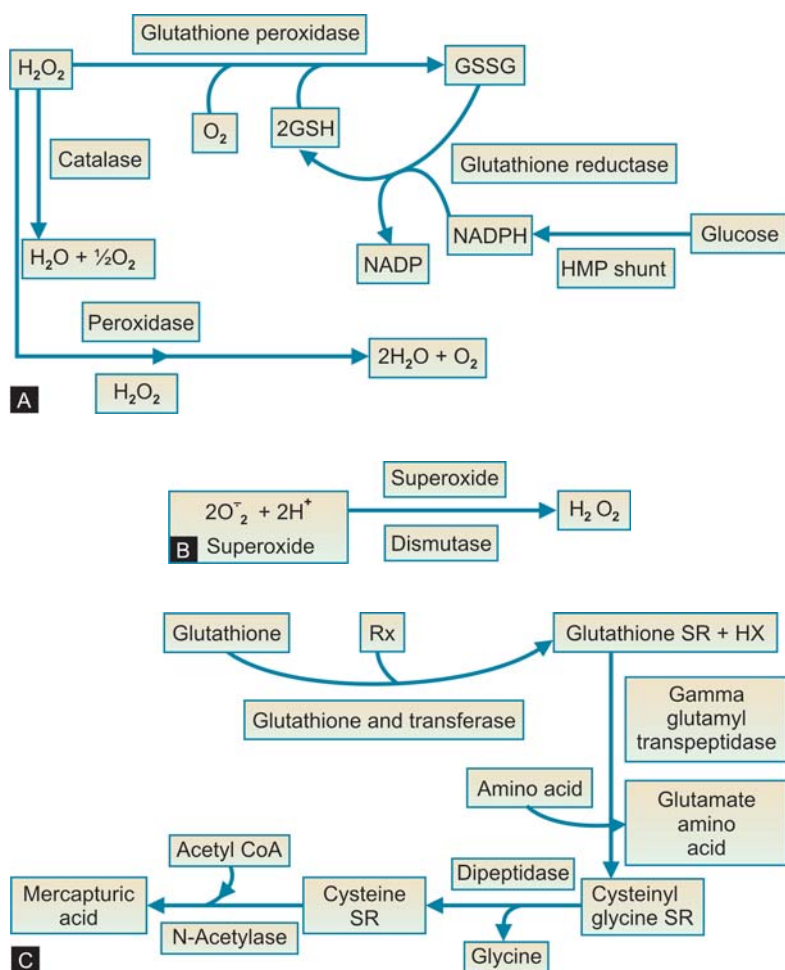 Glutathione peroxidase
H₂O₂
GSSG
O₂
2GSH
Catalase
Glutathione reductase
H₂O + ½O₂
NADP
NADPH
Glucose
HMP shunt
Peroxidase
2H₂O + O₂
H₂O₂
A
Superoxide
2O₂⁻ + 2H⁺
H₂ O₂
B Superoxide
Dismutase
Glutathione
Rx
Glutathione SR + HX
Glutathione and transferase
Gamma
glutamyl
transpeptidase
Amino acid
Glutamate
amino
acid
Acetyl CoA
Dipeptidase
Mercapturic
acid
Cysteine
SR
Cysteinyl
glycine SR
N-Acetylase
Glycine
C